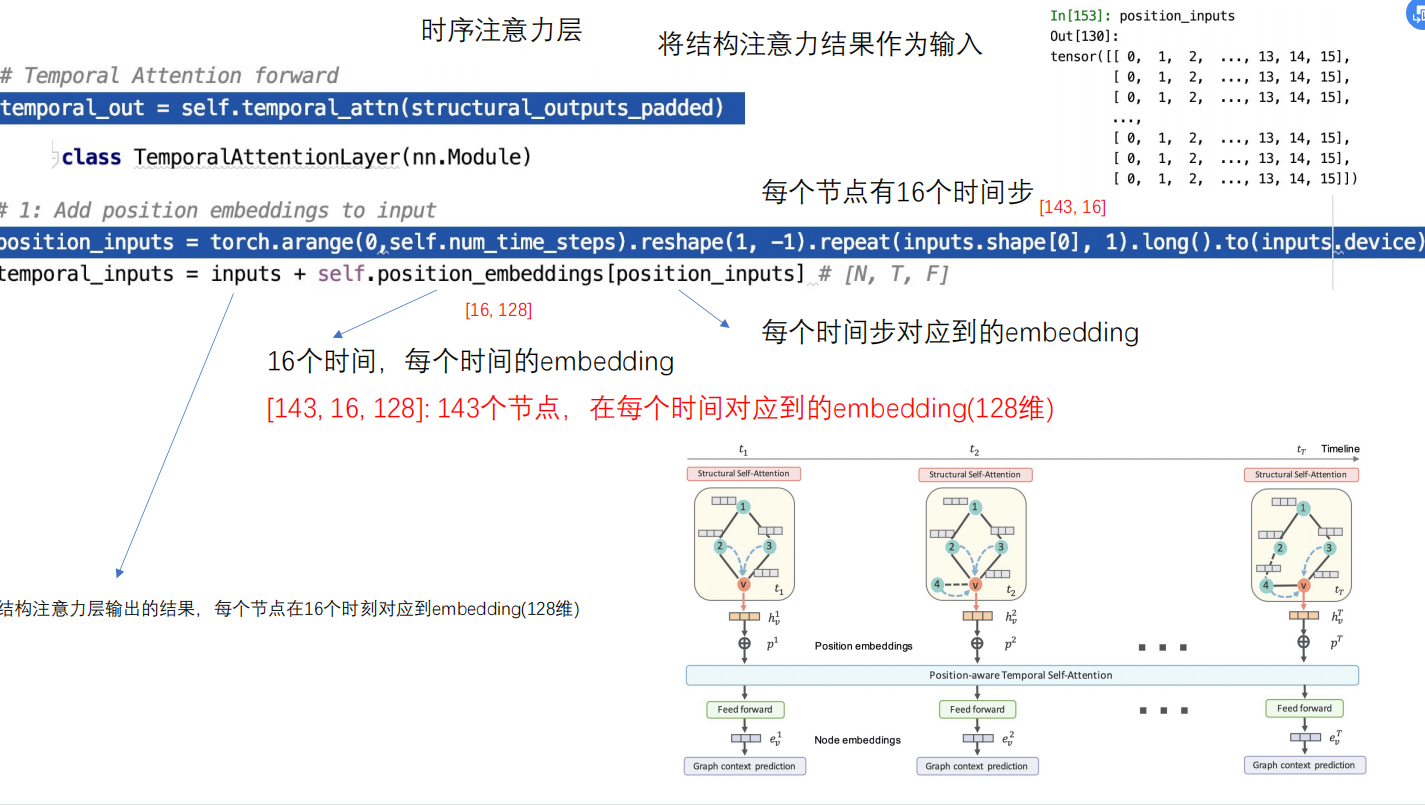 时序注意力层
将结构注意力结果作为输入
In[153]: position_inputs
Out[130]:
tensor([[ 0,  1,  2,  ..., 13, 14, 15],
[ 0,  1,  2,  ..., 13, 14, 15],
[ 0,  1,  2,  ..., 13, 14, 15],
...,
[ 0,  1,  2,  ..., 13, 14, 15],
[ 0,  1,  2,  ..., 13, 14, 15],
[ 0,  1,  2,  ..., 13, 14, 15]])
# Temporal Attention forward
temporal_out = self.temporal_attn(structural_outputs_padded)
class TemporalAttentionLayer(nn.Module)
每个节点有16个时间步
[143, 16]
# 1: Add position embeddings to input
position_inputs = torch.arange(0,self.num_time_steps).reshape(1, -1).repeat(inputs.shape[0], 1).long().to(inputs.device)
temporal_inputs = inputs + self.position_embeddings[position_inputs] # [N, T, F]
[16, 128]
每个时间步对应到的embedding
16个时间，每个时间的embedding
[143, 16, 128]: 143个节点，在每个时间对应到的embedding(128维)
结构注意力层输出的结果，每个节点在16个时刻对应到embedding(128维)
t1 t2 tT Timeline
Structural Self-Attention Structural Self-Attention Structural Self-Attention
1 1 1
2 3 2 3 2 3
v 4 v 4 v
t1 t2 tT
h_v^1 h_v^2 h_v^T
p^1 Position embeddings p^2 p^T
Position-aware Temporal Self-Attention
Feed forward Feed forward Feed forward
e_v^1 Node embeddings e_v^2 e_v^T
Graph context prediction Graph context prediction Graph context prediction